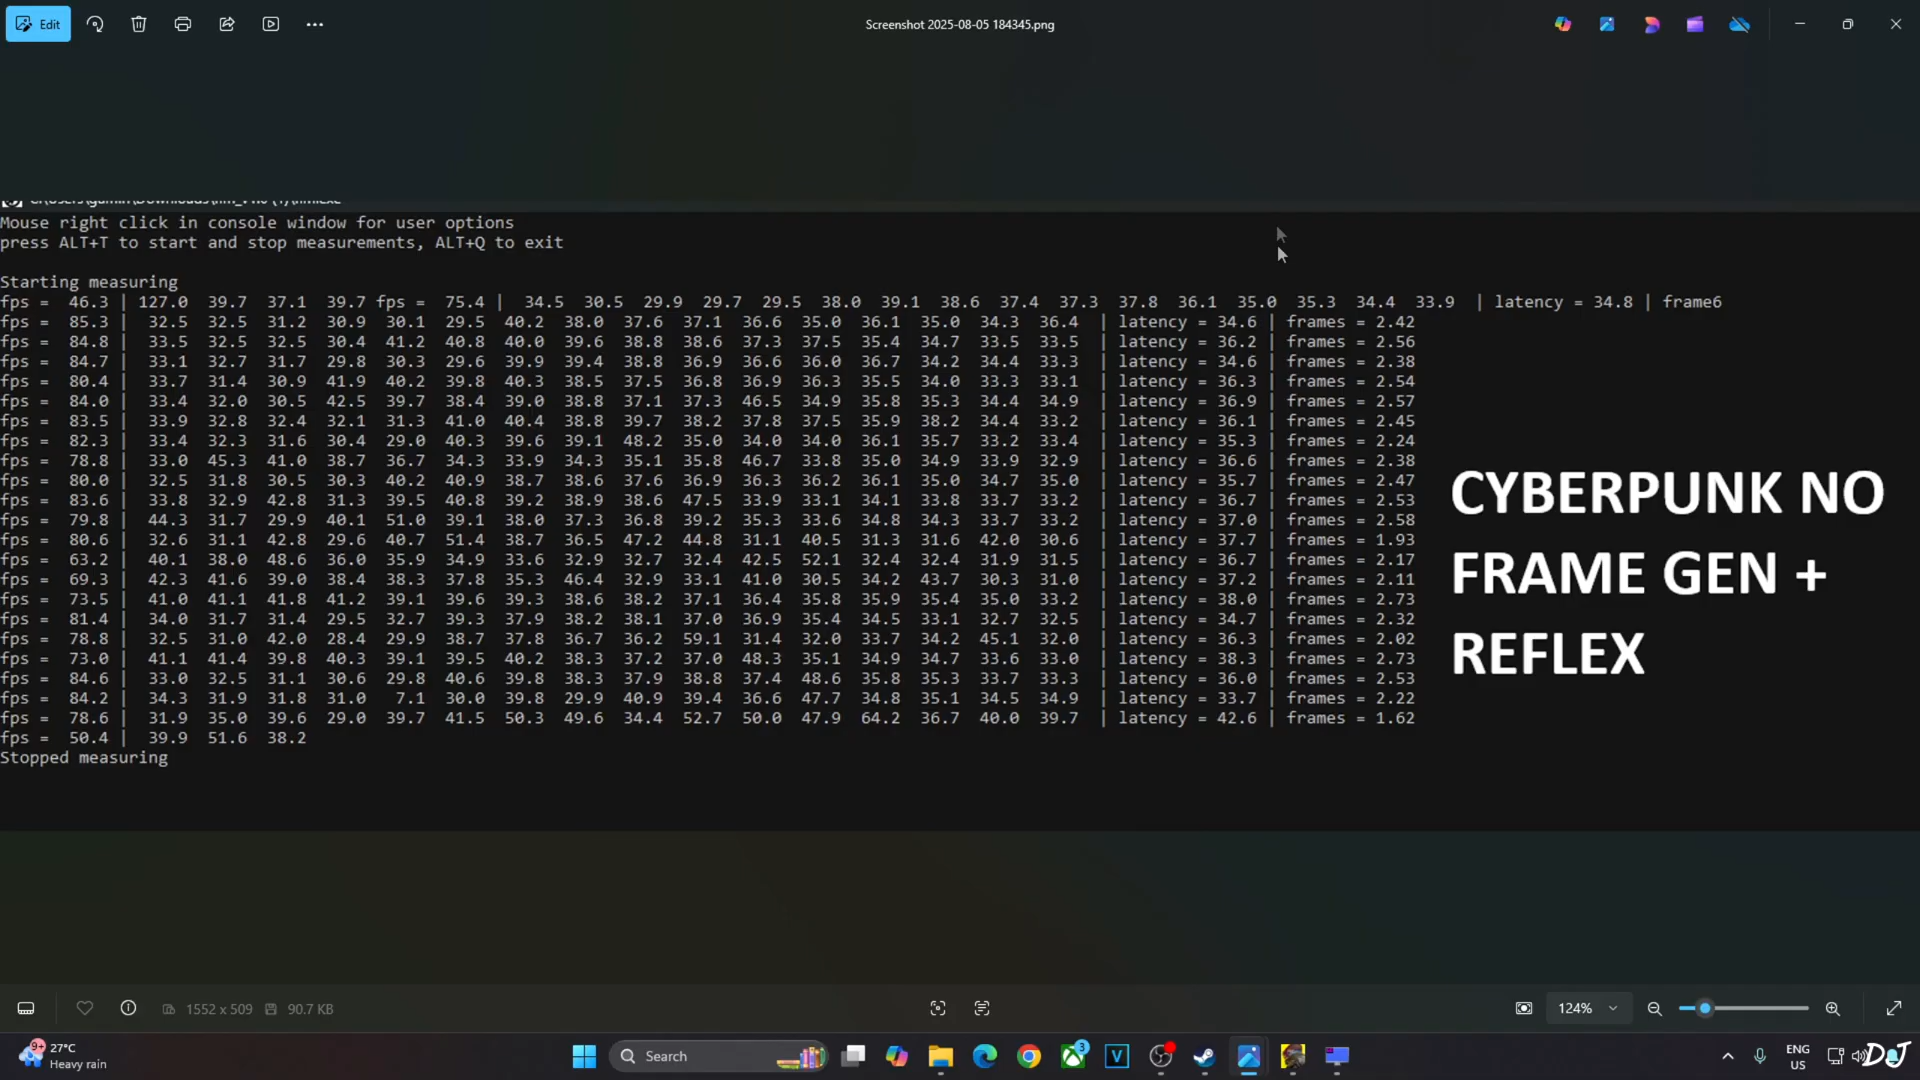 Edit
Screenshot 2025-08-05 184345.png
Mouse right click in console window for user options
press ALT+T to start and stop measurements, ALT+Q to exit
Starting measuring
fps = 46.3 | 127.0 39.7 37.1 39.7 fps = 75.4 | 34.5 30.5 29.9 29.7 29.5 38.0 39.1 38.6 37.4 37.3 37.8 36.1 35.0 35.3 34.4 33.9 | latency = 34.8 | frame6
fps = 85.3 | 32.5 32.5 31.2 30.9 30.1 29.5 40.2 38.0 37.6 37.1 36.6 35.0 36.1 35.0 34.3 36.4 | latency = 34.6 | frames = 2.42
fps = 84.8 | 33.5 32.5 32.5 30.4 41.2 40.8 40.0 39.6 38.8 38.6 37.3 37.5 35.4 34.7 33.5 33.5 | latency = 36.2 | frames = 2.56
fps = 84.7 | 33.1 32.7 31.7 29.8 30.3 29.6 39.9 39.4 38.8 36.9 36.6 36.0 36.7 34.2 34.4 33.3 | latency = 34.6 | frames = 2.38
fps = 80.4 | 33.7 31.4 30.9 41.9 40.2 39.8 40.3 38.5 37.5 36.8 36.9 36.3 35.5 34.0 33.3 33.1 | latency = 36.3 | frames = 2.54
fps = 84.0 | 33.4 32.0 30.5 42.5 39.7 38.4 39.0 38.8 37.1 37.3 46.5 34.9 35.8 35.3 34.4 34.9 | latency = 36.9 | frames = 2.57
fps = 83.5 | 33.9 32.8 32.4 32.1 31.3 41.0 40.4 38.8 39.7 38.2 37.8 37.5 35.9 38.2 34.4 33.2 | latency = 36.1 | frames = 2.45
fps = 82.3 | 33.4 32.3 31.6 30.4 29.0 40.3 39.6 39.1 48.2 35.0 34.0 34.0 36.1 35.7 33.2 33.4 | latency = 35.3 | frames = 2.24
fps = 78.8 | 33.0 45.3 41.0 38.7 36.7 34.3 33.9 34.3 35.1 35.8 46.7 33.8 35.0 34.9 33.9 32.9 | latency = 36.6 | frames = 2.38
fps = 80.0 | 32.5 31.8 30.5 30.3 40.2 40.9 38.7 38.6 37.6 36.9 36.3 36.2 36.1 35.0 34.7 35.0 | latency = 35.7 | frames = 2.47
fps = 83.6 | 33.8 32.9 42.8 31.3 39.5 40.8 39.2 38.9 38.6 47.5 33.9 33.1 34.1 33.8 33.7 33.2 | latency = 36.7 | frames = 2.53
fps = 79.8 | 44.3 31.7 29.9 40.1 51.0 39.1 38.0 37.3 36.8 39.2 35.3 33.6 34.8 34.3 33.7 33.2 | latency = 37.0 | frames = 2.58
fps = 80.6 | 32.6 31.1 42.8 29.6 40.7 51.4 38.7 36.5 47.2 44.8 31.1 40.5 31.3 31.6 42.0 30.6 | latency = 37.7 | frames = 1.93
fps = 63.2 | 40.1 38.0 48.6 36.0 35.9 34.9 33.6 32.9 32.7 32.4 42.5 52.1 32.4 32.4 31.9 31.5 | latency = 36.7 | frames = 2.17
fps = 69.3 | 42.3 41.6 39.0 38.4 38.3 37.8 35.3 46.4 32.9 33.1 41.0 30.5 34.2 43.7 30.3 31.0 | latency = 37.2 | frames = 2.11
fps = 73.5 | 41.0 41.1 41.8 41.2 39.1 39.6 39.3 38.6 38.2 37.1 36.4 35.8 35.9 35.4 35.0 33.2 | latency = 38.0 | frames = 2.73
fps = 81.4 | 34.0 31.7 31.4 29.5 32.7 39.3 37.9 38.2 38.1 37.0 36.9 35.4 34.5 33.1 32.7 32.5 | latency = 34.7 | frames = 2.32
fps = 78.8 | 32.5 31.0 42.0 28.4 29.9 38.7 37.8 36.7 36.2 59.1 31.4 32.0 33.7 34.2 45.1 32.0 | latency = 36.3 | frames = 2.02
fps = 73.0 | 41.1 41.4 39.8 40.3 39.1 39.5 40.2 38.3 37.2 37.0 48.3 35.1 34.9 34.7 33.6 33.0 | latency = 38.3 | frames = 2.73
fps = 84.6 | 33.0 32.5 31.1 30.6 29.8 40.6 39.8 38.3 37.9 38.8 37.4 48.6 35.8 35.3 33.7 33.3 | latency = 36.0 | frames = 2.53
fps = 84.2 | 34.3 31.9 31.8 31.0 7.1 30.0 39.8 29.9 40.9 39.4 36.6 47.7 34.8 35.1 34.5 34.9 | latency = 33.7 | frames = 2.22
fps = 78.6 | 31.9 35.0 39.6 29.0 39.7 41.5 50.3 49.6 34.4 52.7 50.0 47.9 64.2 36.7 40.0 39.7 | latency = 42.6 | frames = 1.62
fps = 50.4 | 39.9 51.6 38.2
Stopped measuring
CYBERPUNK NO
FRAME GEN +
REFLEX
1552 x 509 90.7 KB
124%
9+ 27°C
Heavy rain
Search
3
ENG
US
DJ